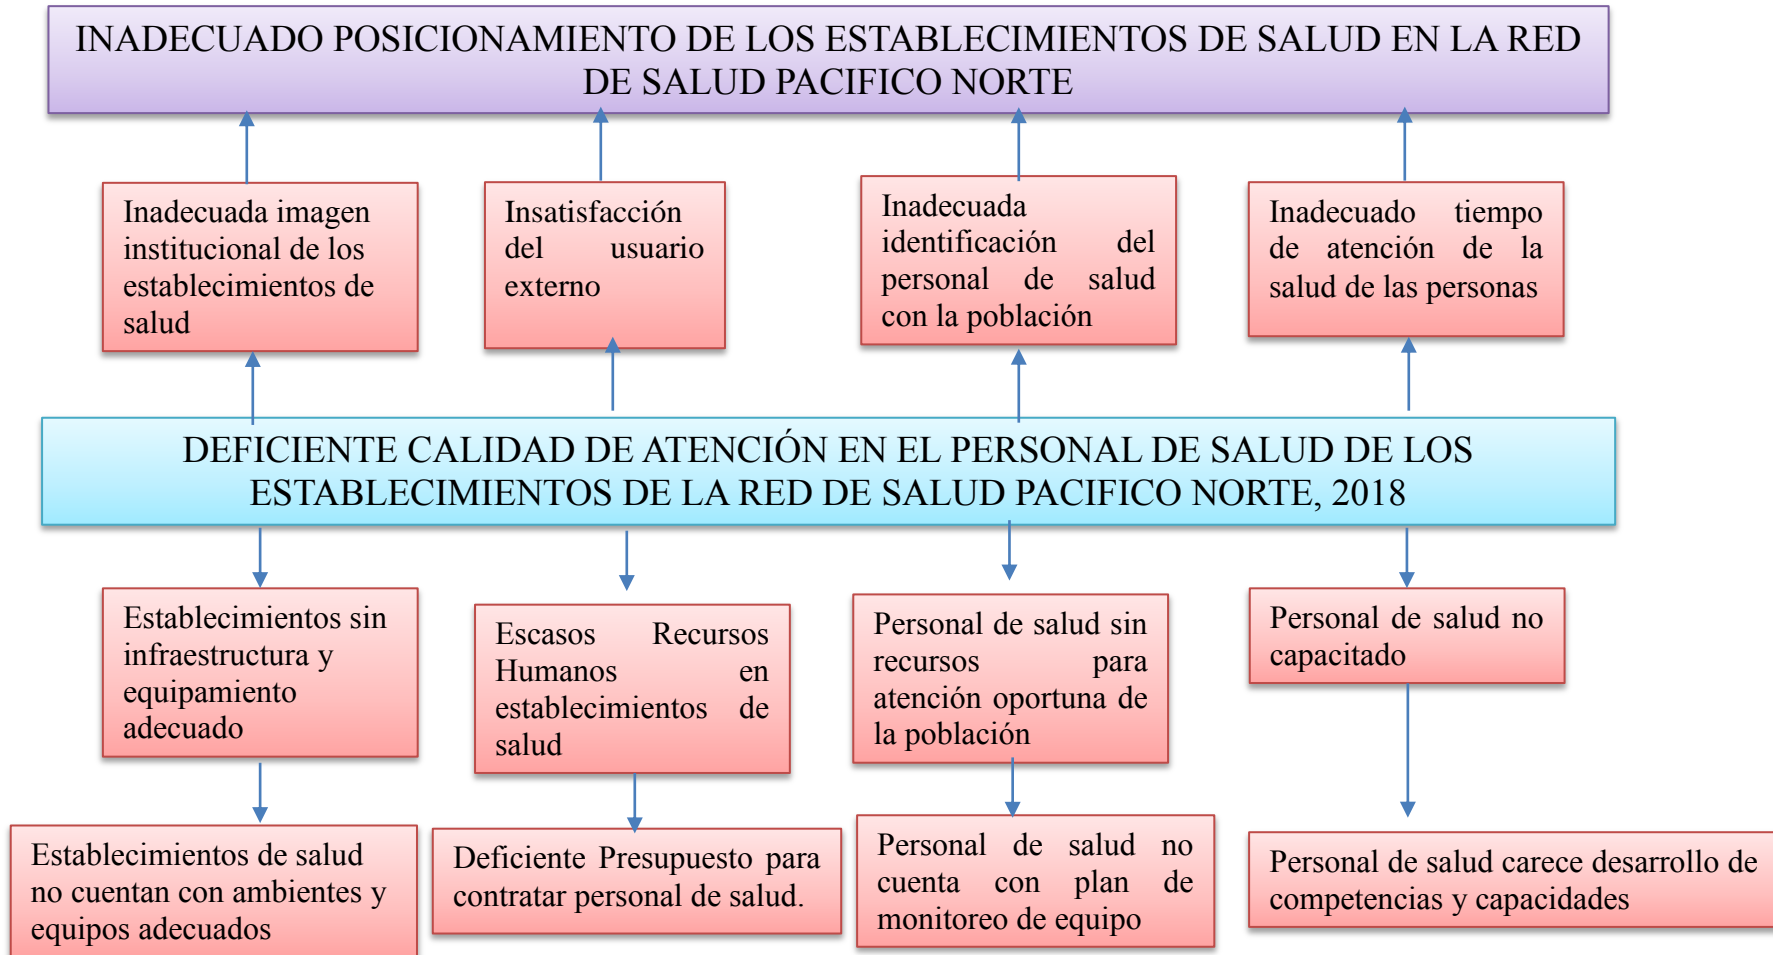 INADECUADO POSICIONAMIENTO DE LOS ESTABLECIMIENTOS DE SALUD EN LA RED
DE SALUD PACIFICO NORTE
Inadecuada imagen
institucional de los
establecimientos de
salud
Insatisfacción
del usuario
externo
Inadecuada
identificación del
personal de salud
con la población
Inadecuado tiempo
de atención de la
salud de las personas
DEFICIENTE CALIDAD DE ATENCIÓN EN EL PERSONAL DE SALUD DE LOS
ESTABLECIMIENTOS DE LA RED DE SALUD PACIFICO NORTE, 2018
Establecimientos sin
infraestructura y
equipamiento
adecuado
Escasos Recursos
Humanos en
establecimientos de
salud
Personal de salud sin
recursos para
atención oportuna de
la población
Personal de salud no
capacitado
Establecimientos de salud
no cuentan con ambientes y
equipos adecuados
Deficiente Presupuesto para
contratar personal de salud.
Personal de salud no
cuenta con plan de
monitoreo de equipo
Personal de salud carece desarrollo de
competencias y capacidades